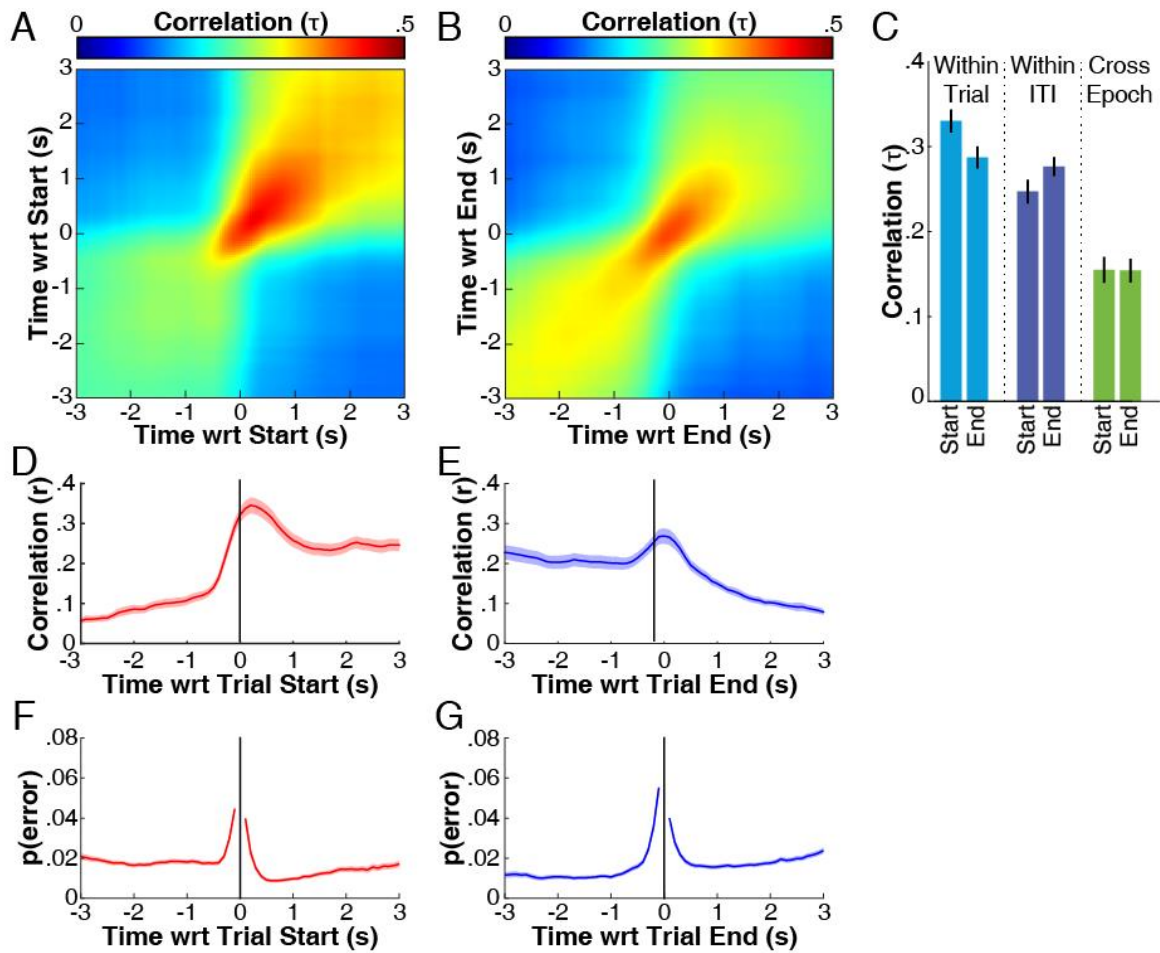 A
0 Correlation (τ) .5
3
2
1
0
-1
-2
-3
Time wrt Start (s)
-3 -2 -1 0 1 2 3
Time wrt Start (s)
B
0 Correlation (τ) .5
3
2
1
0
-1
-2
-3
Time wrt End (s)
-3 -2 -1 0 1 2 3
Time wrt End (s)
C
Within Within Cross
Trial ITI Epoch
.4
.3
.2
.1
0
Correlation (τ)
Start End Start End Start End
D
.4
.3
.2
.1
0
Correlation (r)
-3 -2 -1 0 1 2 3
Time wrt Trial Start (s)
E
.4
.3
.2
.1
0
Correlation (r)
-3 -2 -1 0 1 2 3
Time wrt Trial End (s)
F
.08
.06
.04
.02
0
p(error)
-3 -2 -1 0 1 2 3
Time wrt Trial Start (s)
G
.08
.06
.04
.02
0
p(error)
-3 -2 -1 0 1 2 3
Time wrt Trial End (s)